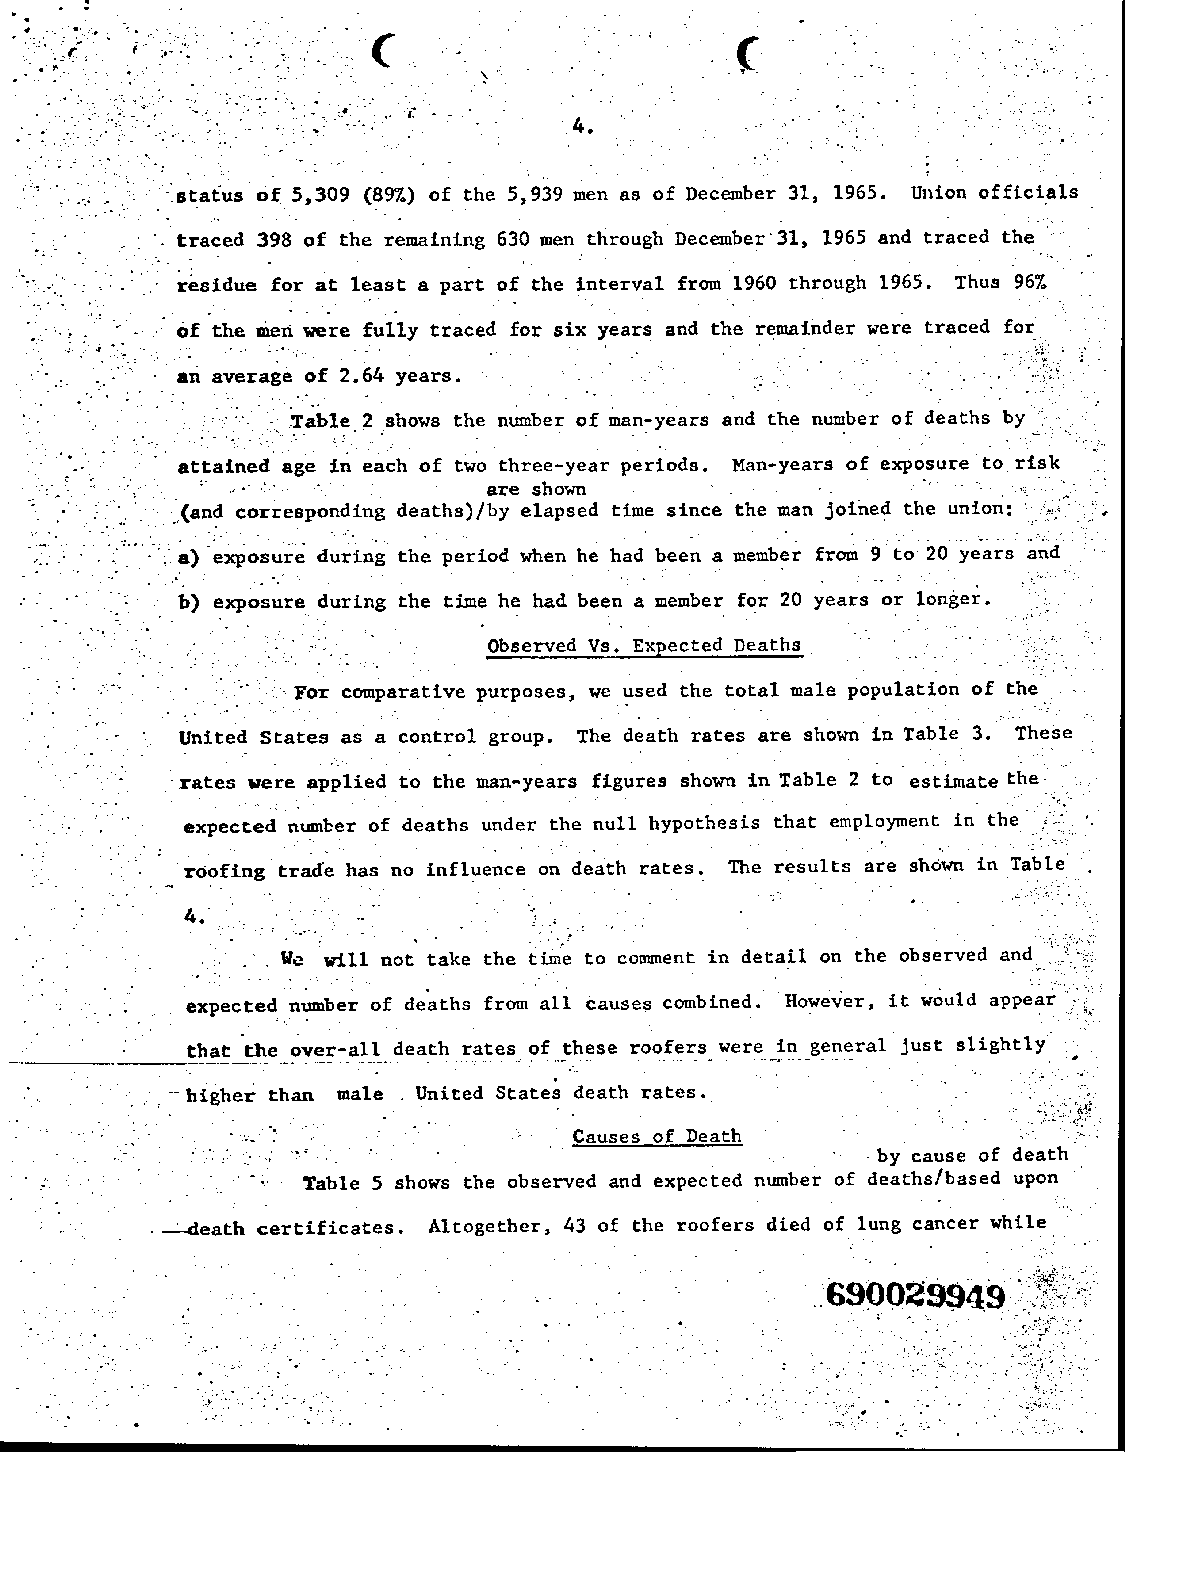 4.
status of 5,309 (89%) of the 5,939 men as of December 31, 1965. Union officials
traced 398 of the remaining 630 men through December 31, 1965 and traced the
residue for at least a part of the interval from 1960 through 1965. Thus 96%
of the men were fully traced for six years and the remainder were traced for
an average of 2.64 years.
Table 2 shows the number of man-years and the number of deaths by
attained age in each of two three-year periods. Man-years of exposure to risk
are shown
(and corresponding deaths)/by elapsed time since the man joined the union:
a) exposure during the period when he had been a member from 9 to 20 years and
b) exposure during the time he had been a member for 20 years or longer.
Observed Vs. Expected Deaths
For comparative purposes, we used the total male population of the
United States as a control group. The death rates are shown in Table 3. These
rates were applied to the man-years figures shown in Table 2 to estimate the
expected number of deaths under the null hypothesis that employment in the
roofing trade has no influence on death rates. The results are shown in Table
4.
We will not take the time to comment in detail on the observed and
expected number of deaths from all causes combined. However, it would appear
that the over-all death rates of these roofers were in general just slightly
higher than male United States death rates.
Causes of Death
by cause of death
Table 5 shows the observed and expected number of deaths/based upon
death certificates. Altogether, 43 of the roofers died of lung cancer while
690029949